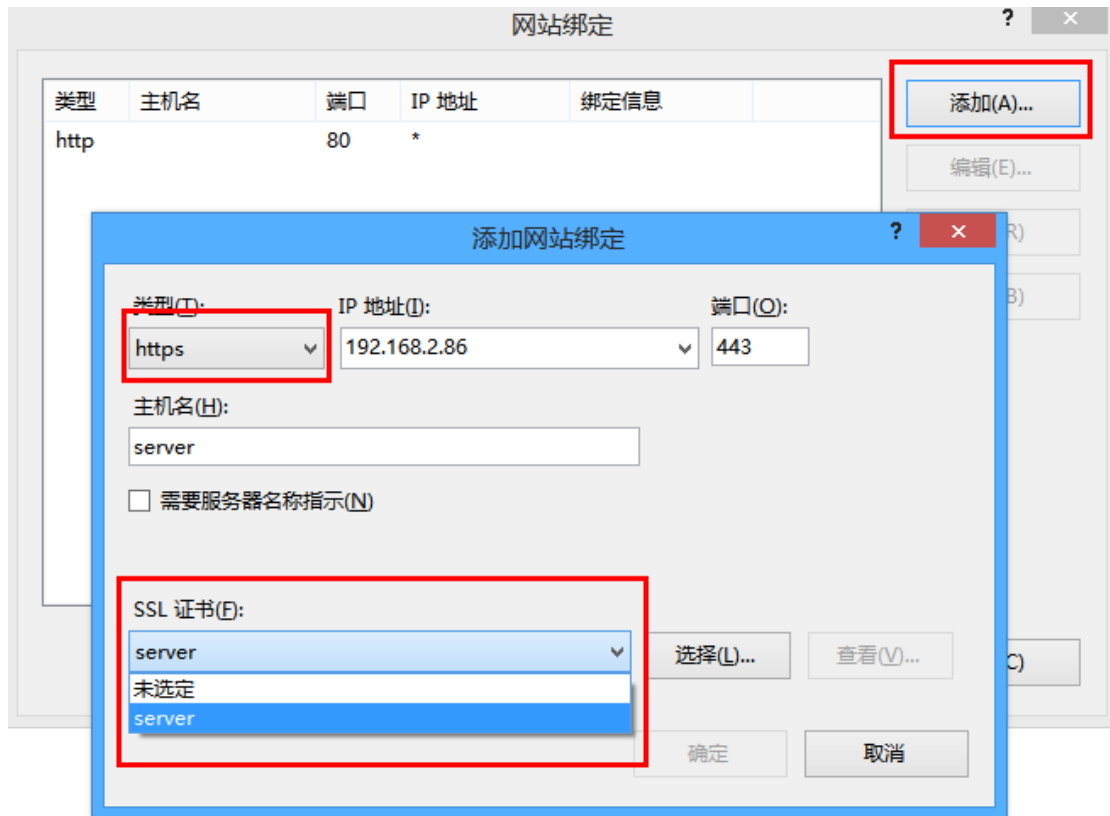 网站绑定 ?
类型 主机名 端口 IP 地址 绑定信息
http 80 *
添加(A)...
编辑(E)...
R)
B)
添加网站绑定 ?
类型(T): IP 地址(I): 端口(O):
https 192.168.2.86 443
主机名(H):
server
需要服务器名称指示(N)
SSL 证书(F):
server 选择(L)... 查看(V)...
未选定
server
C)
确定 取消